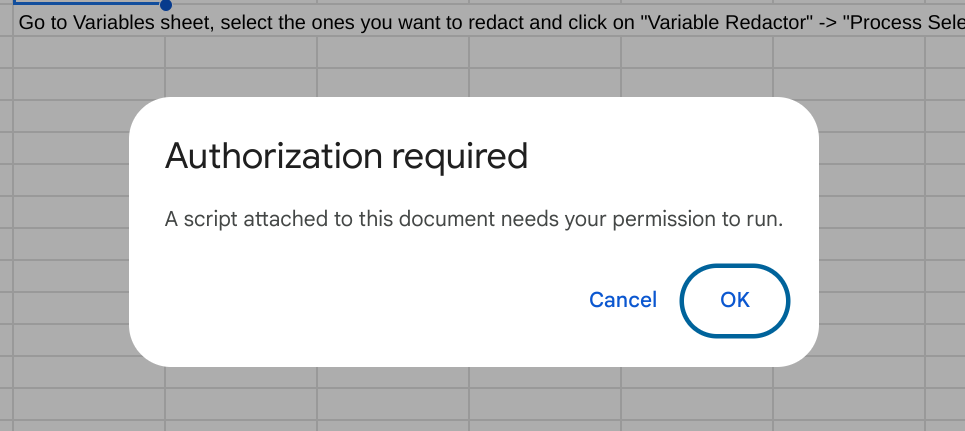 Go to Variables sheet, select the ones you want to redact and click on "Variable Redactor" -> "Process Sele
Authorization required
A script attached to this document needs your permission to run.
Cancel OK